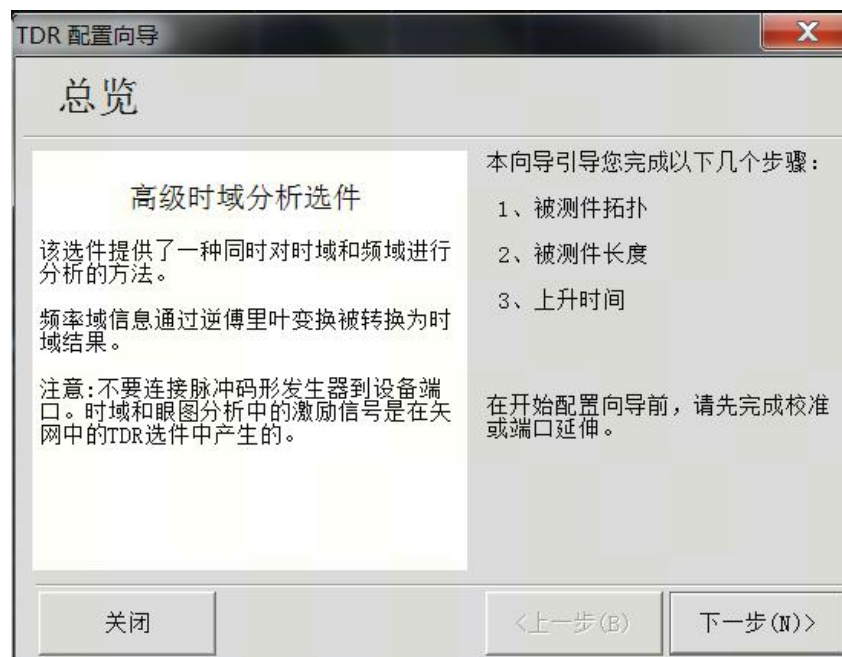 TDR 配置向导
总览
高级时域分析选件
该选件提供了一种同时对时域和频域进行
分析的方法。
频率域信息通过逆傅里叶变换被转换为时
域结果。
注意:不要连接脉冲码形发生器到设备端
口。时域和眼图分析中的激励信号是在矢
网中的TDR选件中产生的。
本向导引导您完成以下几个步骤：
1、被测件拓扑
2、被测件长度
3、上升时间
在开始配置向导前，请先完成校准
或端口延伸。
关闭
<上一步(B)
下一步(N)>